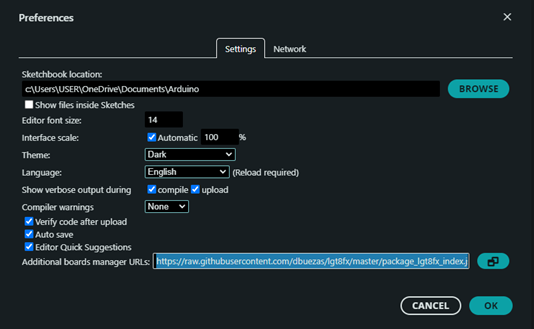 Preferences
Settings Network
Sketchbook location:
c:\Users\USER\OneDrive\Documents\Arduino BROWSE
Show files inside Sketches
Editor font size: 14
Interface scale: Automatic 100 %
Theme: Dark
Language: English (Reload required)
Show verbose output during compile upload
Compiler warnings None
Verify code after upload
Auto save
Editor Quick Suggestions
Additional boards manager URLs: https://raw.githubusercontent.com/dbuezas/lgt8fx/master/package_lgt8fx_index.j
CANCEL OK